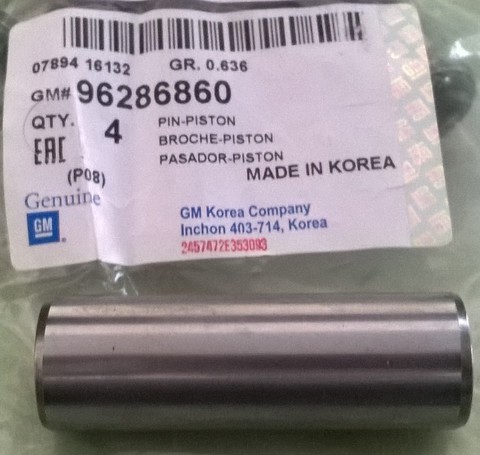 07894 16132 GR. 0.636
GM# 96286860
QTY. 4 PIN-PISTON
BROCHE-PISTON
EAC PASADOR-PISTON
(P08) MADE IN KOREA
Genuine
GM
GM Korea Company
Inchon 403-714, Korea
2457472E353093